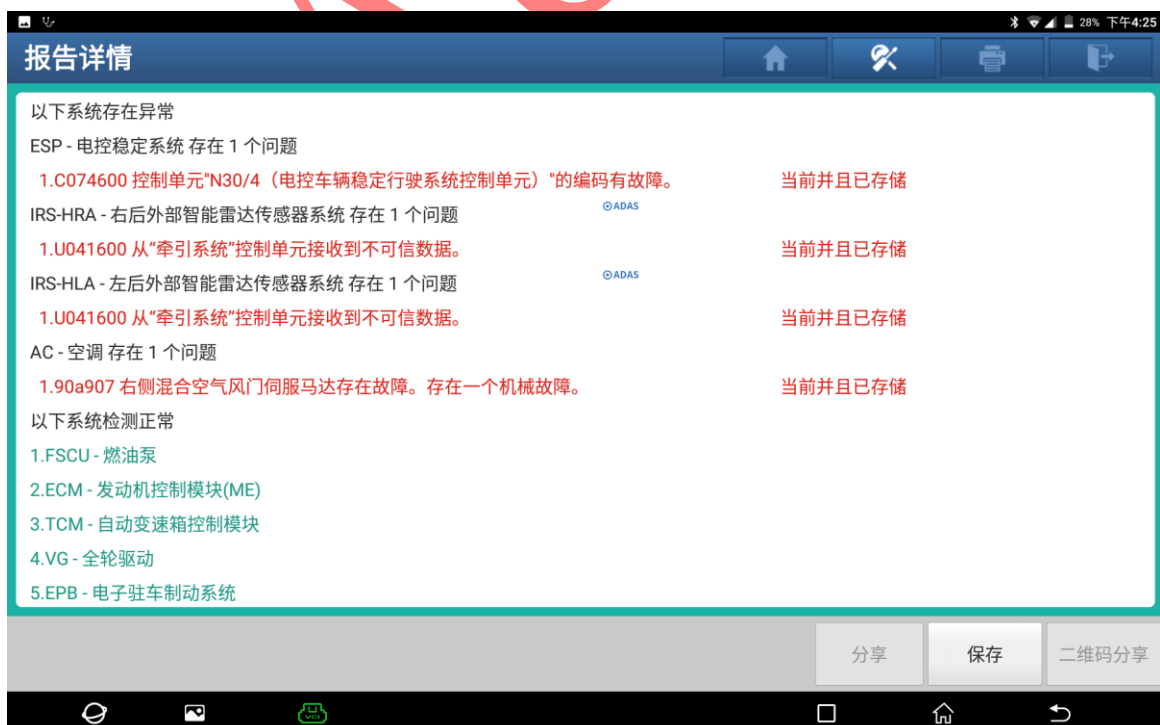 28% 下午4:25
报告详情
以下系统存在异常
ESP - 电控稳定系统 存在 1 个问题
1.C074600 控制单元"N30/4（电控车辆稳定行驶系统控制单元）"的编码有故障。 当前并且已存储
IRS-HRA - 右后外部智能雷达传感器系统 存在 1 个问题 ADAS
1.U041600 从“牵引系统”控制单元接收到不可信数据。 当前并且已存储
IRS-HLA - 左后外部智能雷达传感器系统 存在 1 个问题 ADAS
1.U041600 从“牵引系统”控制单元接收到不可信数据。 当前并且已存储
AC - 空调 存在 1 个问题
1.90a907 右侧混合空气风门伺服马达存在故障。存在一个机械故障。 当前并且已存储
以下系统检测正常
1.FSCU - 燃油泵
2.ECM - 发动机控制模块(ME)
3.TCM - 自动变速箱控制模块
4.VG - 全轮驱动
5.EPB - 电子驻车制动系统
分享 保存 二维码分享
VCI